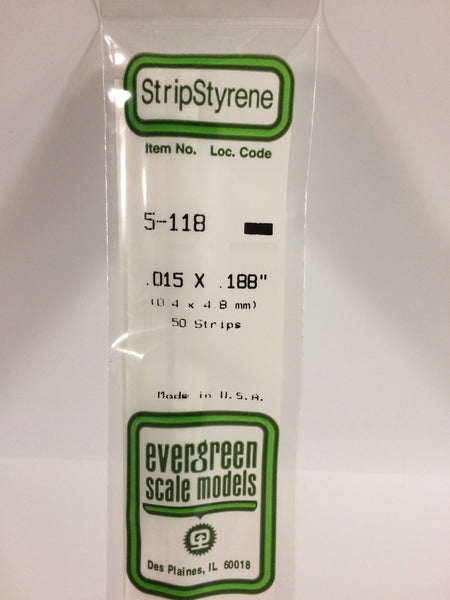 StripStyrene
Item No. Loc. Code
5-118
.015 X .188"
(0.4 x 4.8 mm)
50 Strips
Made in U.S.A.
evergreen
scale models
Des Plaines, IL 60018